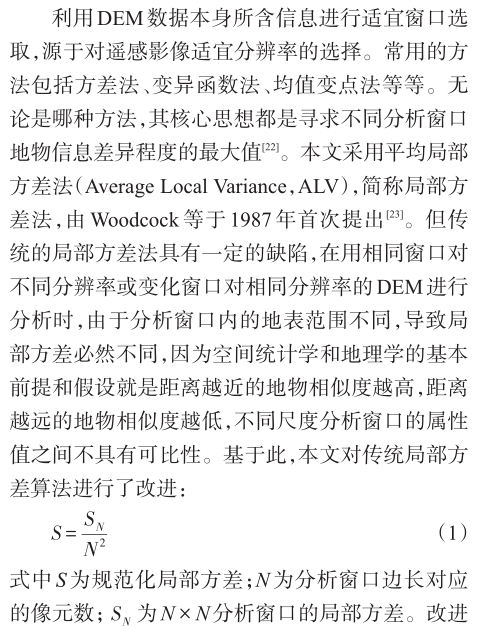 利用DEM数据本身所含信息进行适宜窗口选
取，源于对遥感影像适宜分辨率的选择。常用的方
法包括方差法、变异函数法、均值变点法等等。无
论是哪种方法，其核心思想都是寻求不同分析窗口
地物信息差异程度的最大值[22]。本文采用平均局部
方差法(Average Local Variance，ALV)，简称局部方
差法，由 Woodcock 等于1987年首次提出[23]。但传
统的局部方差法具有一定的缺陷，在用相同窗口对
不同分辨率或变化窗口对相同分辨率的DEM进行
分析时，由于分析窗口内的地表范围不同，导致局
部方差必然不同，因为空间统计学和地理学的基本
前提和假设就是距离越近的地物相似度越高，距离
越远的地物相似度越低，不同尺度分析窗口的属性
值之间不具有可比性。基于此，本文对传统局部方
差算法进行了改进：
S = S_N / N² (1)
式中S为规范化局部方差；N为分析窗口边长对应
的像元数；S_N 为N×N分析窗口的局部方差。改进